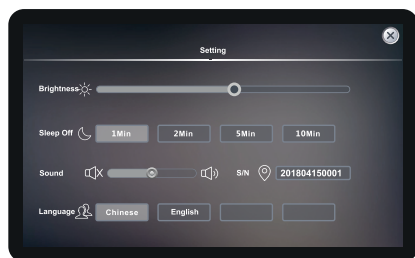 Setting
Brightness
Sleep Off 1Min 2Min 5Min 10Min
Sound S/N 201804150001
Language Chinese English